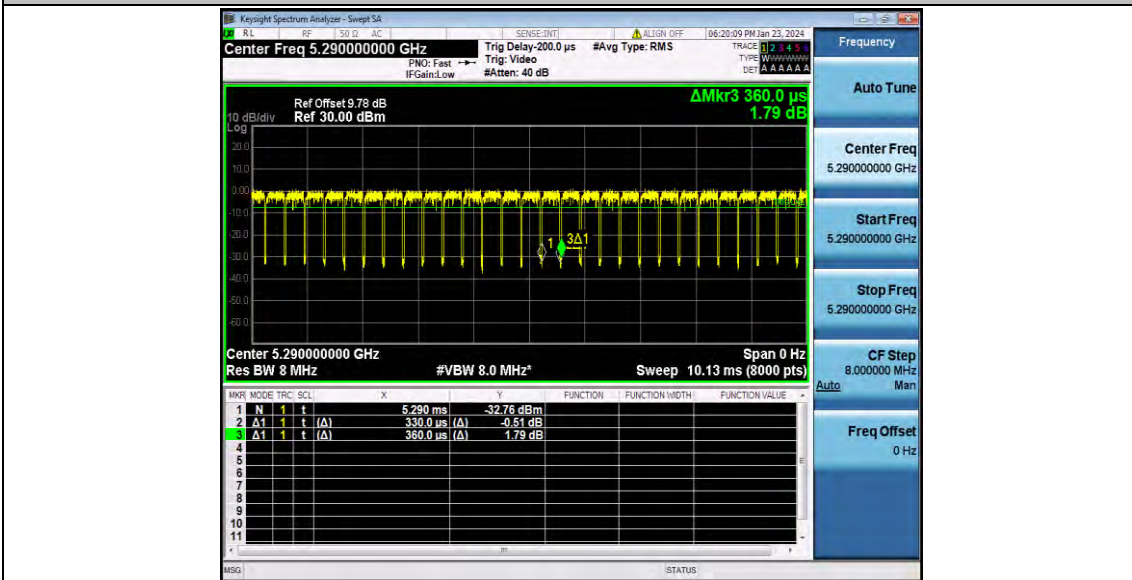 Keysight Spectrum Analyzer - Swept SA
RL RF 50 Ω AC SENSE:INT ALIGN OFF 06:20:09 PM Jan 23, 2024
Center Freq 5.290000000 GHz
PNO: Fast
IFGain:Low
Trig Delay-200.0 µs
Trig: Video
#Atten: 40 dB
#Avg Type: RMS
TRACE 1 2 3 4 5 6
TYPE WWWWWW
DET A A A A A A
Frequency
Auto Tune
Center Freq
5.290000000 GHz
Start Freq
5.290000000 GHz
Stop Freq
5.290000000 GHz
CF Step
8.000000 MHz
Auto Man
Freq Offset
0 Hz
ΔMkr3 360.0 µs
1.79 dB
Ref Offset 9.78 dB
10 dB/div Ref 30.00 dBm
Log
20.0
10.0
0.00
-10.0
-20.0
-30.0
-40.0
-50.0
-60.0
1 3Δ1
Center 5.290000000 GHz Span 0 Hz
Res BW 8 MHz #VBW 8.0 MHz* Sweep 10.13 ms (8000 pts)
MKR MODE TRC SCL X Y FUNCTION FUNCTION WIDTH FUNCTION VALUE
1 N 1 t 5.290 ms -32.76 dBm
2 Δ1 1 t (Δ) 330.0 µs (Δ) -0.51 dB
3 Δ1 1 t (Δ) 360.0 µs (Δ) 1.79 dB
4
5
6
7
8
9
10
11
MSG STATUS